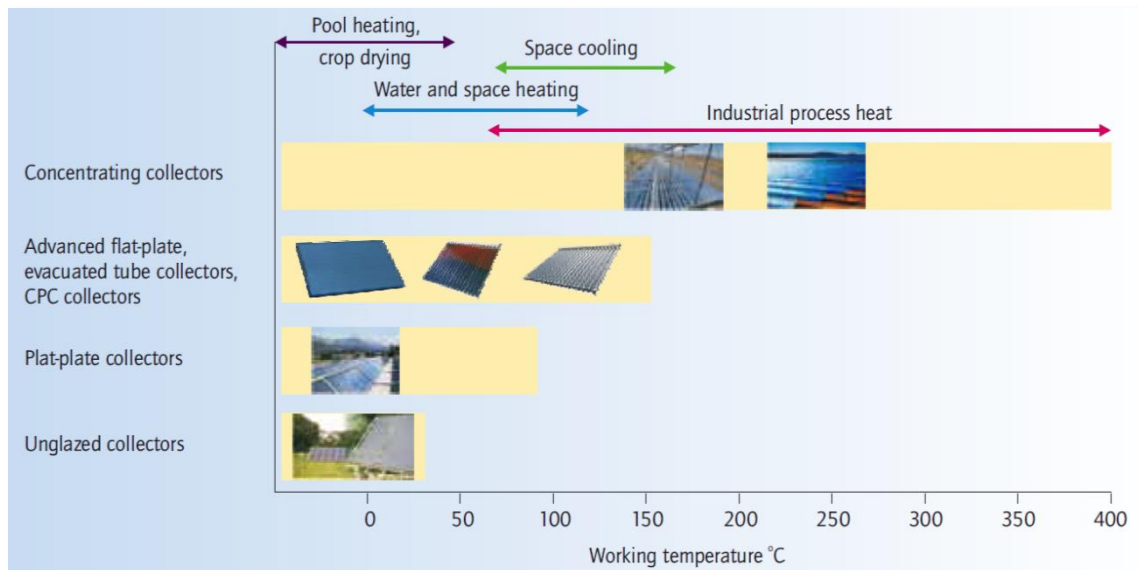 Pool heating,
crop drying
Space cooling
Water and space heating
Industrial process heat
Concentrating collectors
Advanced flat-plate,
evacuated tube collectors,
CPC collectors
Plat-plate collectors
Unglazed collectors
0 50 100 150 200 250 300 350 400
Working temperature °C